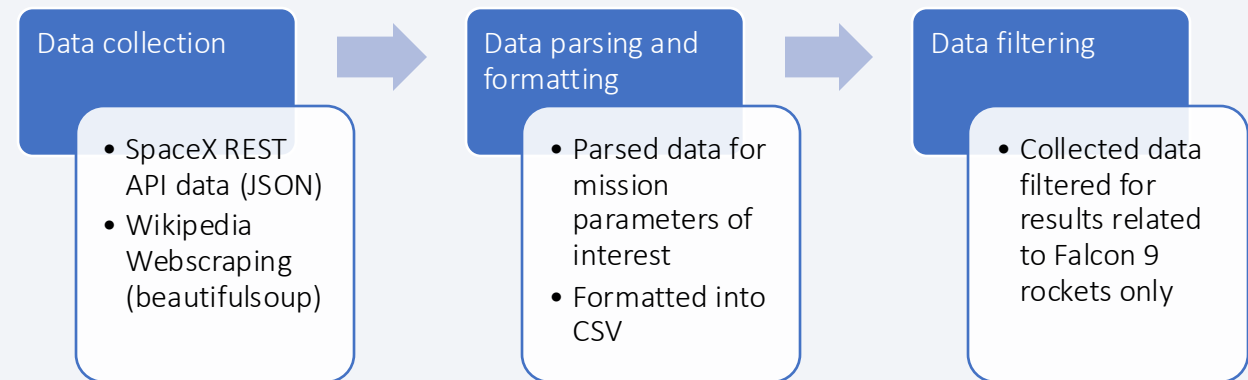 Data collection
• SpaceX REST
API data (JSON)
• Wikipedia
Webscraping
(beautifulsoup)
Data parsing and
formatting
• Parsed data for
mission
parameters of
interest
• Formatted into
CSV
Data filtering
• Collected data
filtered for
results related
to Falcon 9
rockets only